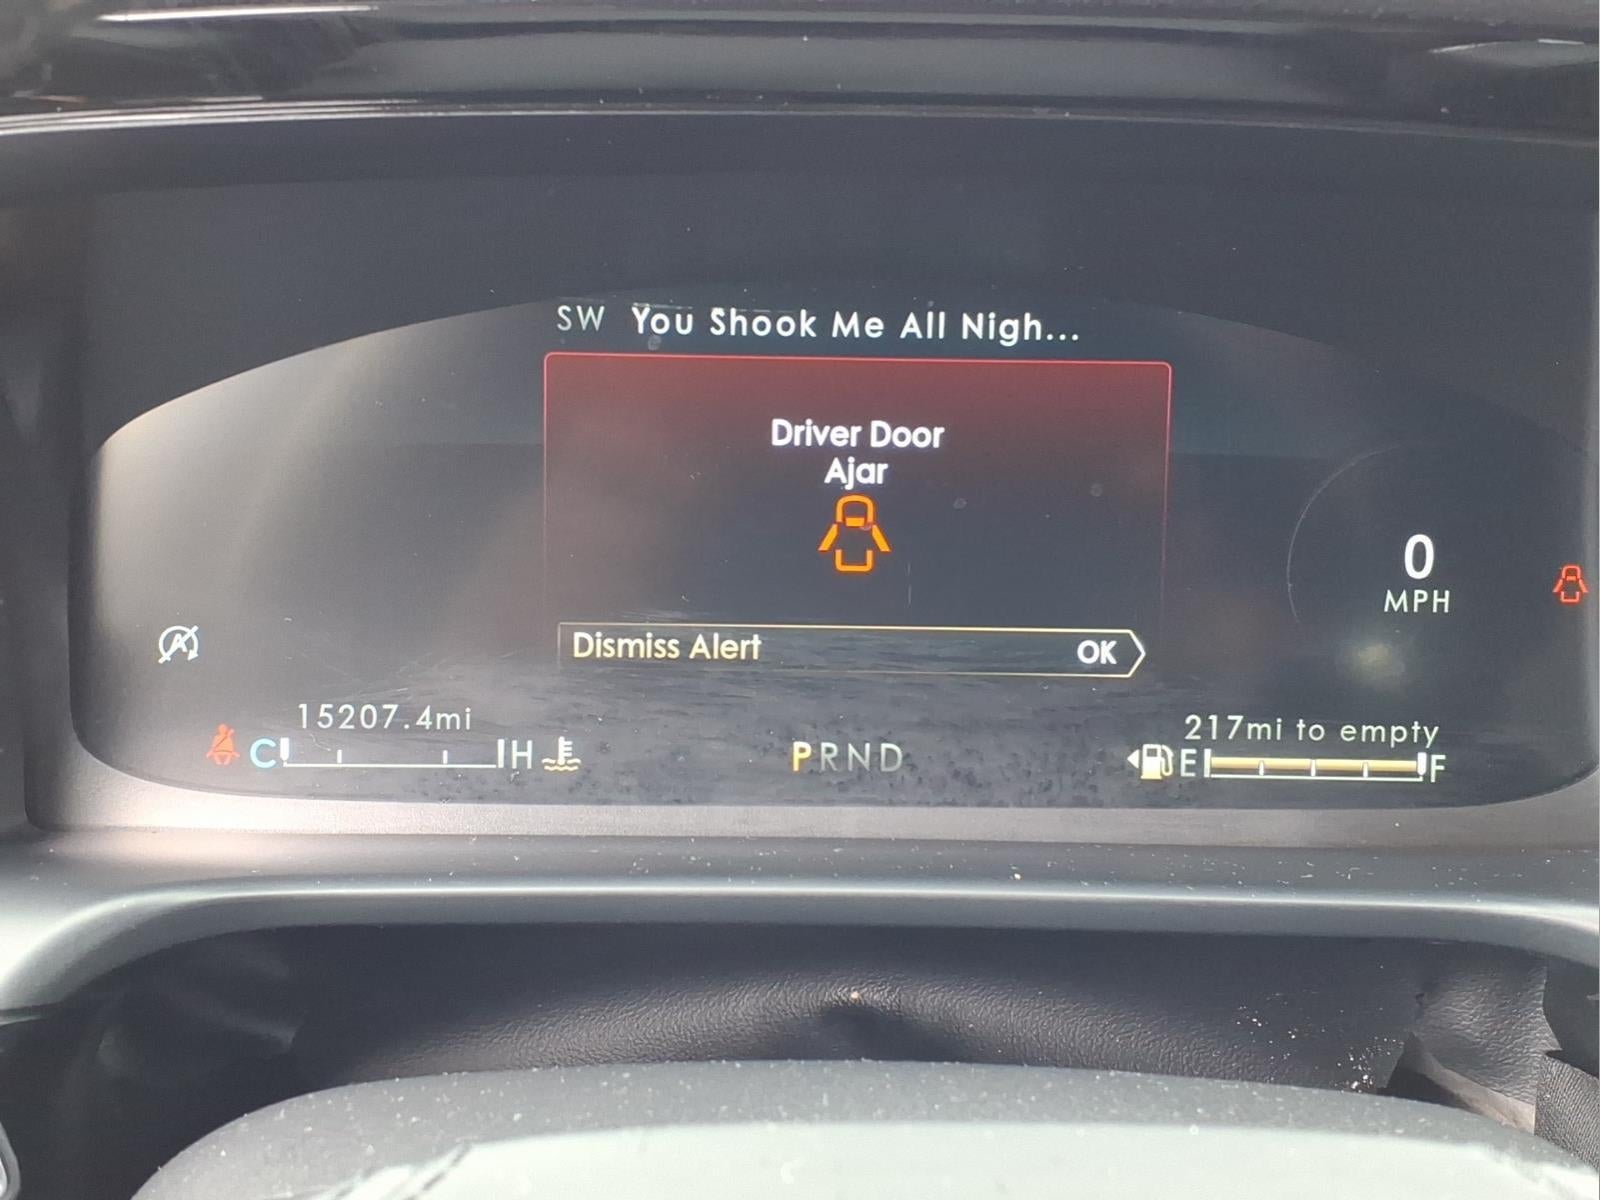 SW You Shook Me All Nigh...
Driver Door
Ajar
0
MPH
Dismiss Alert OK
15207.4mi
217mi to empty
C H
PRND
E F